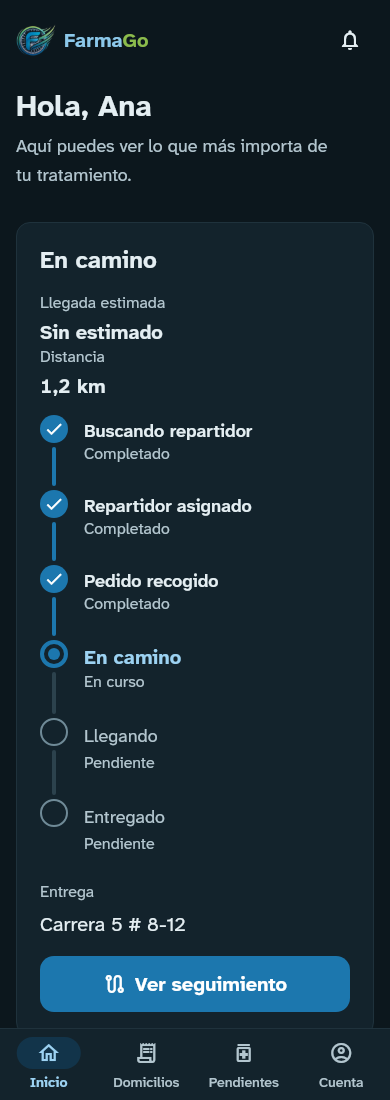 FarmaGo
Hola, Ana
Aquí puedes ver lo que más importa de
tu tratamiento.
En camino
Llegada estimada
Sin estimado
Distancia
1,2 km
Buscando repartidor
Completado
Repartidor asignado
Completado
Pedido recogido
Completado
En camino
En curso
Llegando
Pendiente
Entregado
Pendiente
Entrega
Carrera 5 # 8-12
Ver seguimiento
Inicio
Domicilios
Pendientes
Cuenta